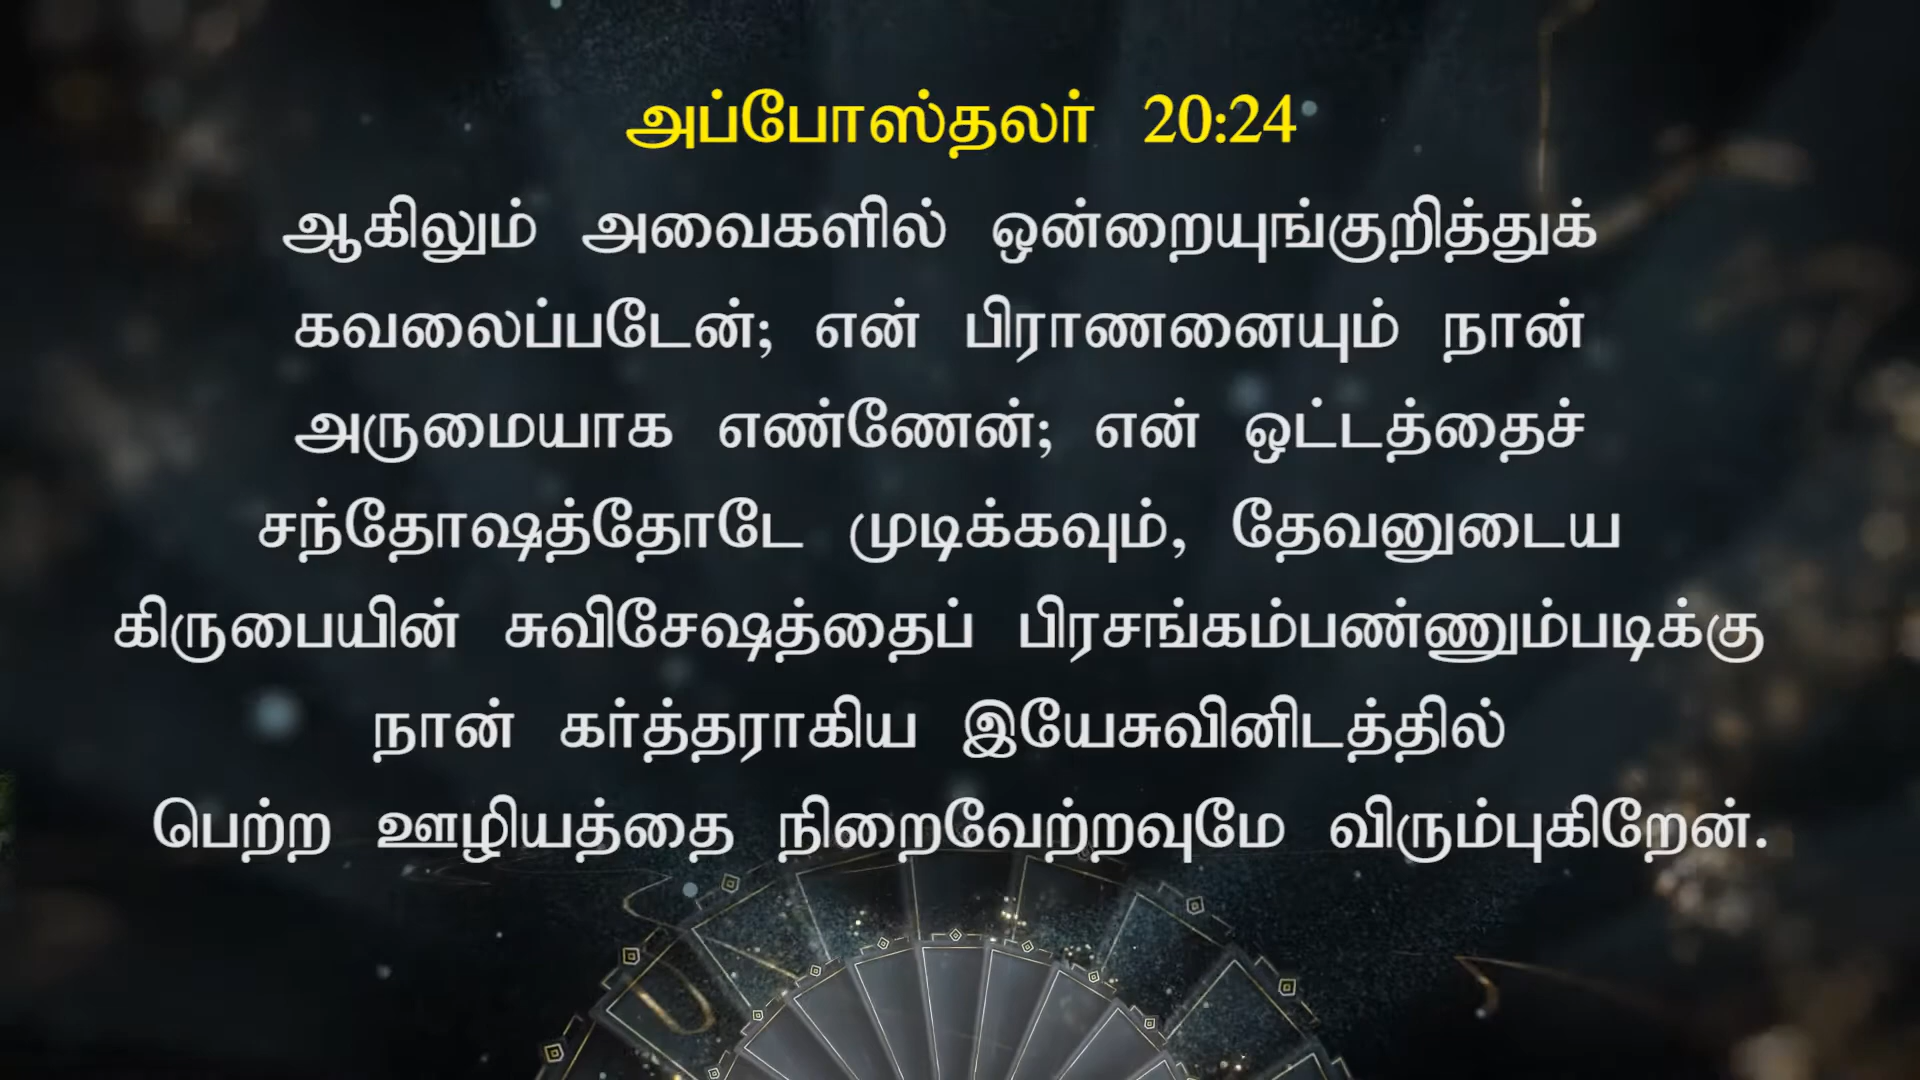 அப்போஸ்தலர் 20:24
ஆகிலும் அவைகளில் ஒன்றையுங்குறித்துக்
கவலைப்படேன்; என் பிராணனையும் நான்
அருமையாக எண்ணேன்; என் ஒட்டத்தைச்
சந்தோஷத்தோடே முடிக்கவும், தேவனுடைய
கிருபையின் சுவிசேஷத்தைப் பிரசங்கம்பண்ணும்படிக்கு
நான் கர்த்தராகிய இயேசுவினிடத்தில்
பெற்ற ஊழியத்தை நிறைவேற்றவுமே விரும்புகிறேன்.